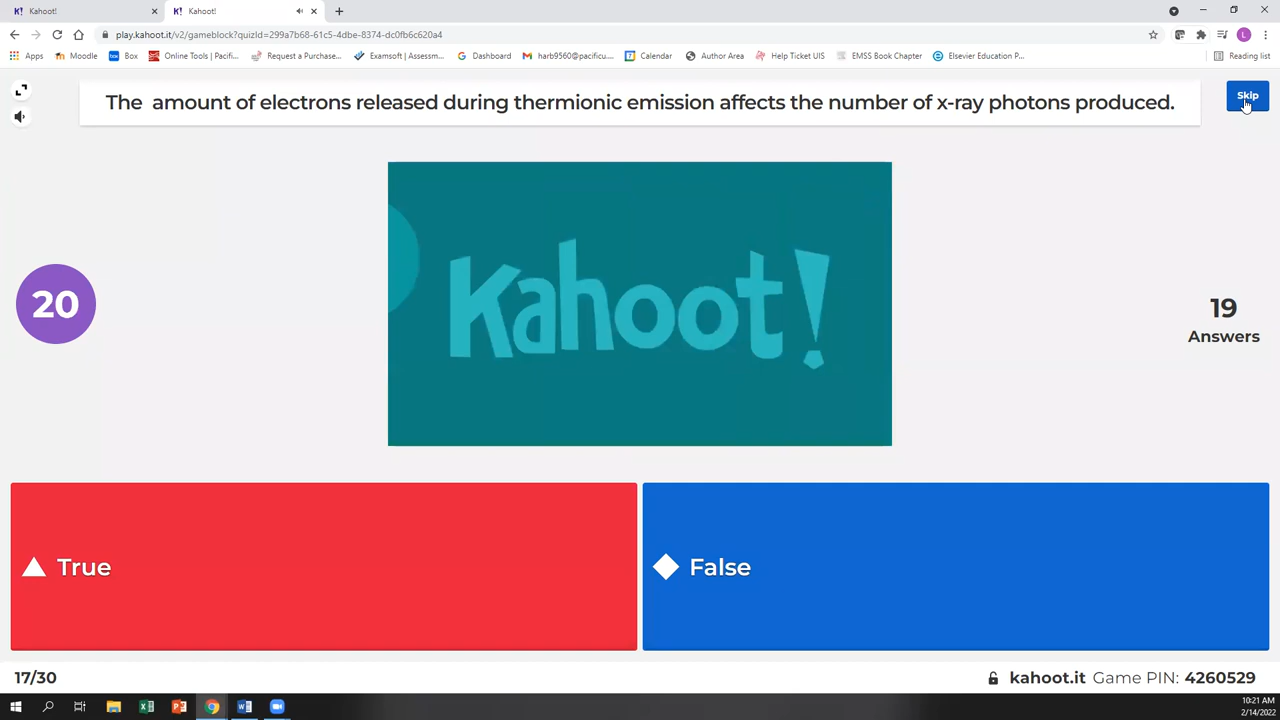 Kahoot!
Kahoot!
play.kahoot.it/v2/gameblock?quizId=299a7b68-61c5-4dbe-8374-dc0fb6c620a4
Apps Moodle Box Online Tools | Pacifi... Request a Purchase... Examsoft | Assessm... Dashboard harb9560@pacificu... Calendar Author Area Help Ticket UIS EMSS Book Chapter Elsevier Education P... Reading list
The amount of electrons released during thermionic emission affects the number of x-ray photons produced.
Skip
Kahoot!
20
19
Answers
True
False
17/30
kahoot.it Game PIN: 4260529
10:21 AM
2/14/2022